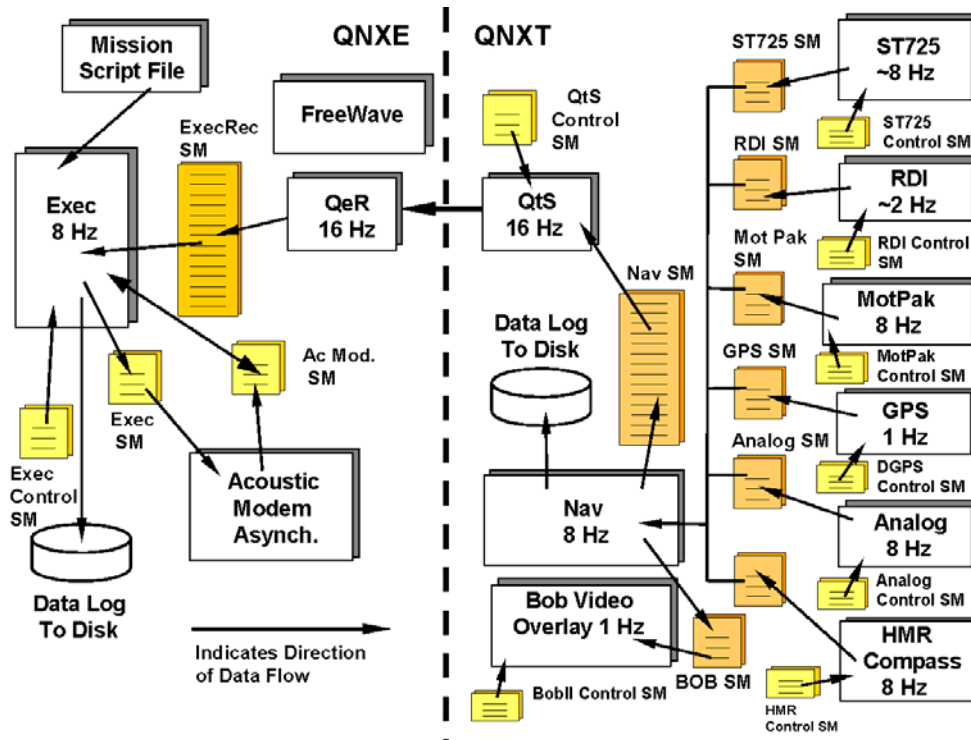 Mission
Script File
QNXE
QNXT
FreeWave
ExecRec
SM
Exec
8 Hz
QeR
16 Hz
QtS
Control
SM
QtS
16 Hz
Nav SM
Ac Mod.
SM
Exec
SM
Exec
Control
SM
Acoustic
Modem
Asynch.
Data Log
To Disk
Indicates Direction
of Data Flow
Data Log
To Disk
Nav
8 Hz
Bob Video
Overlay 1 Hz
BobII Control SM
BOB SM
ST725 SM
ST725
~8 Hz
ST725
Control SM
RDI SM
RDI
~2 Hz
RDI Control
SM
Mot Pak
SM
MotPak
8 Hz
MotPak
Control SM
GPS SM
GPS
1 Hz
DGPS
Control SM
Analog SM
Analog
8 Hz
Analog
Control SM
HMR
Compass
8 Hz
HMR
Control SM